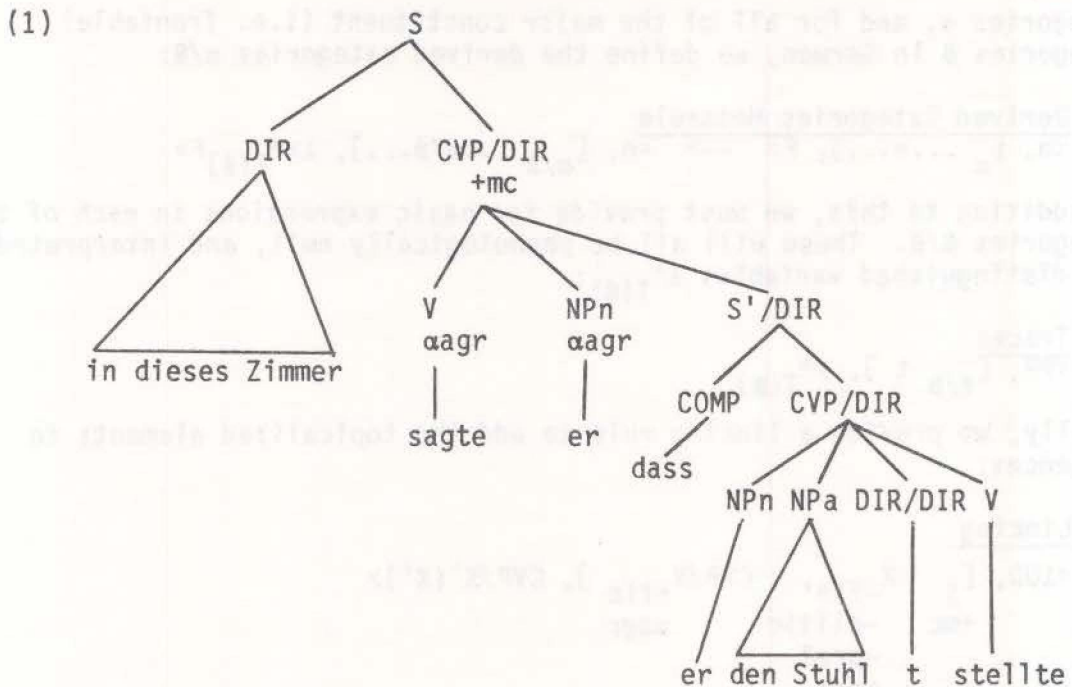 (1)
S
DIR CVP/DIR
+mc
V NPn S'/DIR
αagr αagr
COMP CVP/DIR
sagte er
dass
NPn NPa DIR/DIR V
in dieses Zimmer
er den Stuhl t stellte